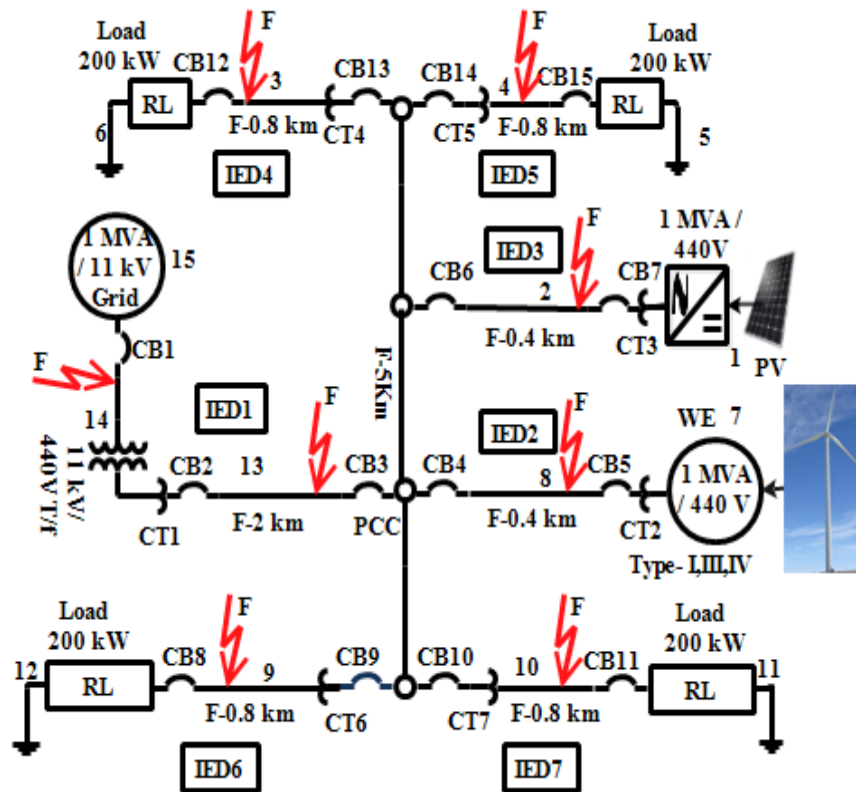 Load
200 kW
CB12
F
3
CB13
RL
F-0.8 km
CT4
6
IED4
CB14
F
4
CB15
Load
200 kW
RL
CT5
F-0.8 km
5
IED5
1 MVA
/ 11 kV
Grid
15
CB1
F
14
11 kV/
440V T/f
IED1
F
CB2
13
CB3
CT1
F-2 km
PCC
F-5Km
IED3
F
1 MVA /
440V
CB6
2
CB7
N
F-0.4 km
CT3
1
PV
IED2
F
WE 7
CB4
8
CB5
1 MVA
/ 440 V
F-0.4 km
CT2
Type- I,III,IV
Load
200 kW
12
RL
CB8
F
9
CB9
F-0.8 km
CT6
IED6
CB10
F
10
CB11
Load
200 kW
11
RL
CT7
F-0.8 km
IED7